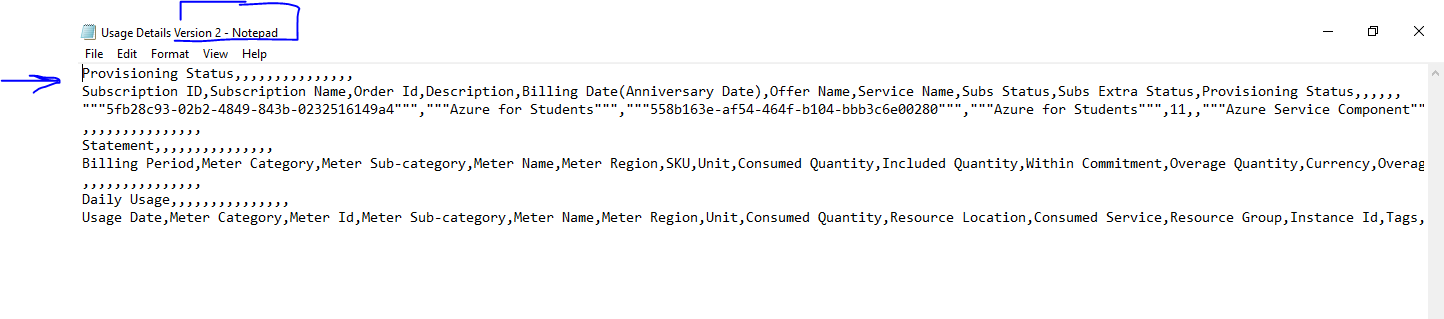 Usage Details Version 2 - Notepad
File Edit Format View Help
Provisioning Status,,,,,,,,,,,,,,,
Subscription ID,Subscription Name,Order Id,Description,Billing Date(Anniversary Date),Offer Name,Service Name,Subs Status,Subs Extra Status,Provisioning Status,,,,,,
"""5fb28c93-02b2-4849-843b-0232516149a4""","""Azure for Students""","""558b163e-af54-464f-b104-bbb3c6e00280""","""Azure for Students""",11,,"""Azure Service Component""
,,,,,,,,,,,,,,,
Statement,,,,,,,,,,,,,,,
Billing Period,Meter Category,Meter Sub-category,Meter Name,Meter Region,SKU,Unit,Consumed Quantity,Included Quantity,Within Commitment,Overage Quantity,Currency,Overag
,,,,,,,,,,,,,,,
Daily Usage,,,,,,,,,,,,,,,
Usage Date,Meter Category,Meter Id,Meter Sub-category,Meter Name,Meter Region,Unit,Consumed Quantity,Resource Location,Consumed Service,Resource Group,Instance Id,Tags,